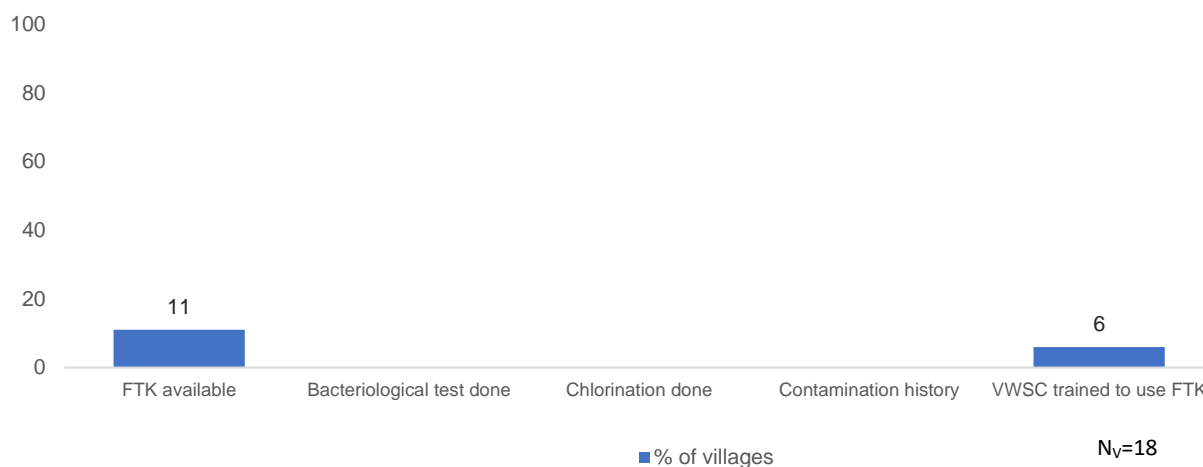 100
80
60
40
20
0
11
6
FTK available
Bacteriological test done
Chlorination done
Contamination history
VWSC trained to use FTK
% of villages
Nv=18